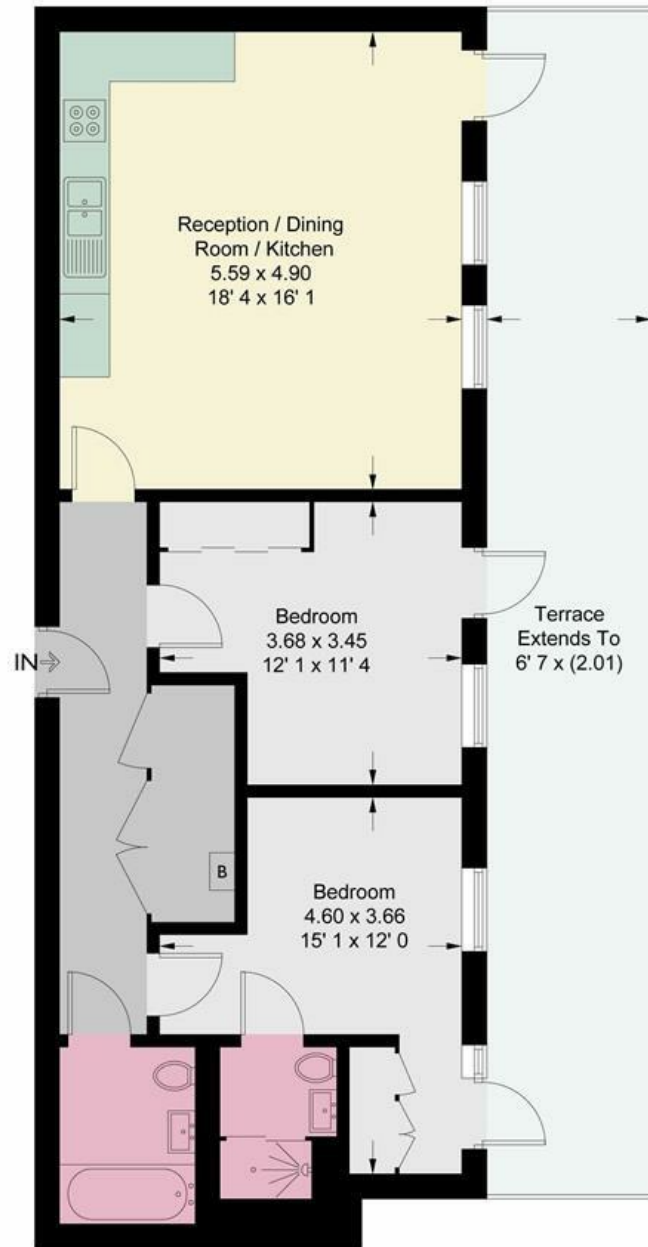 Reception / Dining
Room / Kitchen
5.59 x 4.90
18' 4 x 16' 1
Bedroom
3.68 x 3.45
12' 1 x 11' 4
Terrace
Extends To
6' 7 x (2.01)
IN
B
Bedroom
4.60 x 3.66
15' 1 x 12' 0